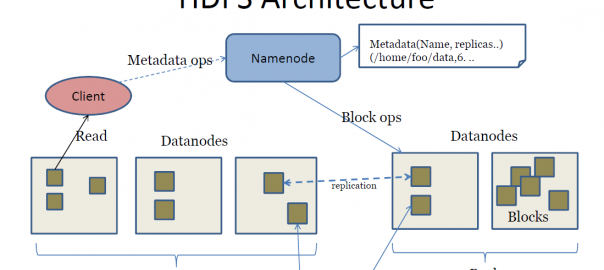 HDFS Architecture
Metadata ops
Namenode
Metadata(Name, replicas..)
(/home/foo/data,6. ..
Client
Block ops
Read
Datanodes
Datanodes
replication
Blocks